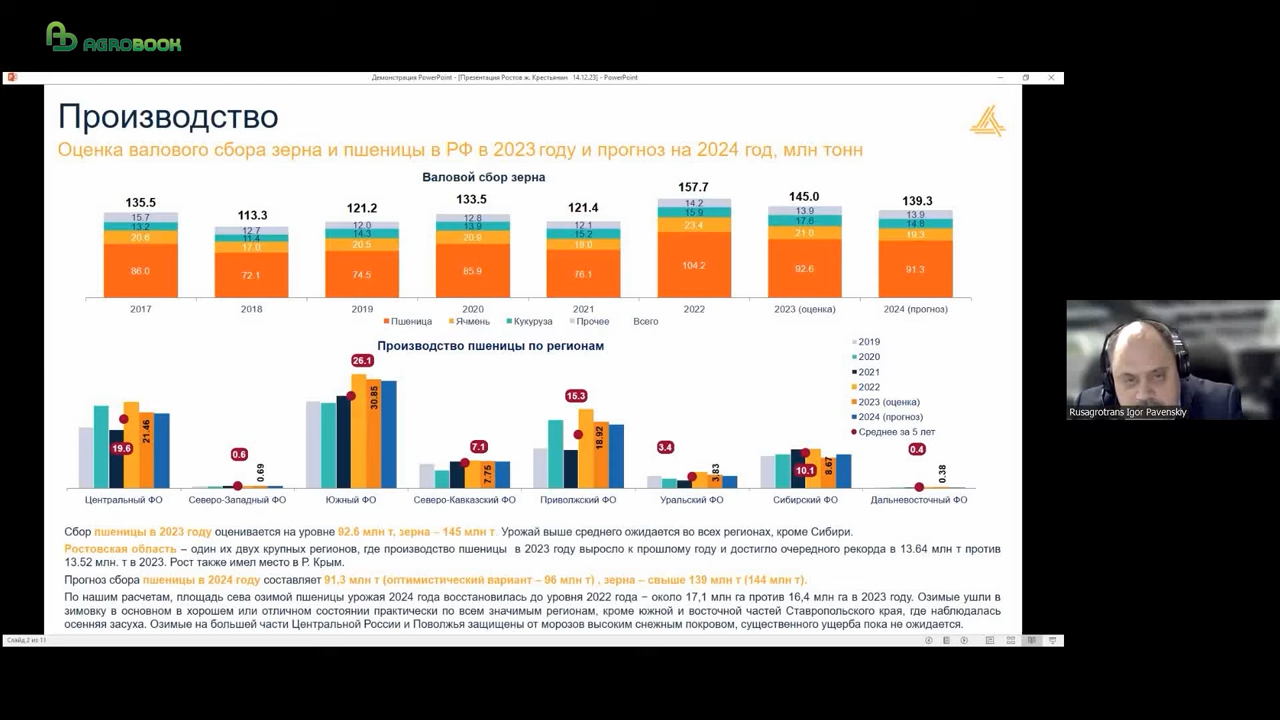 AGROBOOK
Демонстрация PowerPoint - [Презентация Ростов ж. Крестьянин 14.12.23] - PowerPoint
Производство
Оценка валового сбора зерна и пшеницы в РФ в 2023 году и прогноз на 2024 год, млн тонн
Валовой сбор зерна
135.5 113.3 121.2 133.5 121.4 157.7 145.0 139.3
15.7 12.7 12.0 12.8 12.1 14.2 13.9 13.9
13.2 11.4 14.3 13.9 15.2 15.9 17.6 14.8
20.6 17.0 20.5 20.9 18.0 23.4 21.0 19.3
86.0 72.1 74.5 85.9 76.1 104.2 92.6 91.3
2017 2018 2019 2020 2021 2022 2023 (оценка) 2024 (прогноз)
Пшеница Ячмень Кукуруза Прочее Всего
Производство пшеницы по регионам
2019
2020
2021
2022
2023 (оценка)
2024 (прогноз)
Среднее за 5 лет
19.6 0.6 26.1 7.1 15.3 3.4 10.1 0.4
21.46 0.69 30.85 7.75 18.92 3.83 8.67 0.38
Центральный ФО Северо-Западный ФО Южный ФО Северо-Кавказский ФО Приволжский ФО Уральский ФО Сибирский ФО Дальневосточный ФО
Сбор пшеницы в 2023 году оценивается на уровне 92.6 млн т, зерна – 145 млн т. Урожай выше среднего ожидается во всех регионах, кроме Сибири.
Ростовская область – один их двух крупных регионов, где производство пшеницы в 2023 году выросло к прошлому году и достигло очередного рекорда в 13.64 млн т против
13.52 млн. т в 2023. Рост также имел место в Р. Крым.
Прогноз сбора пшеницы в 2024 году составляет 91.3 млн т (оптимистический вариант – 96 млн т) , зерна – свыше 139 млн т (144 млн т).
По нашим расчетам, площадь сева озимой пшеницы урожая 2024 года восстановилась до уровня 2022 года − около 17,1 млн га против 16,4 млн га в 2023 году. Озимые ушли в
зимовку в основном в хорошем или отличном состоянии практически по всем значимым регионам, кроме южной и восточной частей Ставропольского края, где наблюдалась
осенняя засуха. Озимые на большей части Центральной России и Поволжья защищены от морозов высоким снежным покровом, существенного ущерба пока не ожидается.
Слайд 2 из 11
Rusagrotrans Igor Pavenskiy